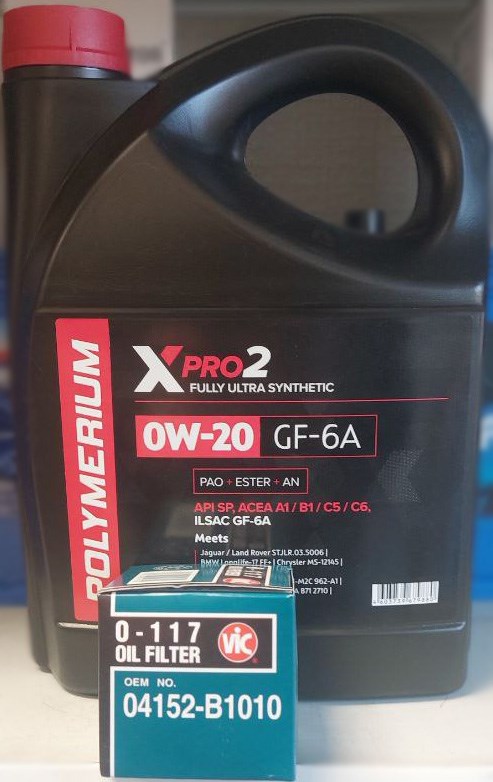 POLYMERIUM
XPRO2
FULLY ULTRA SYNTHETIC
0W-20 GF-6A
PAO + ESTER + AN
API SP, ACEA A1 / B1 / C5 / C6,
ILSAC GF-6A
Meets
Jaguar / Land Rover STJLR.03.5006 |
BMW Longlife-17 FE+ | Chrysler MS-12145 |
-M2C 962-A1 |
A B71 2710 |
O-117
OIL FILTER
VIC
OEM NO.
04152-B1010